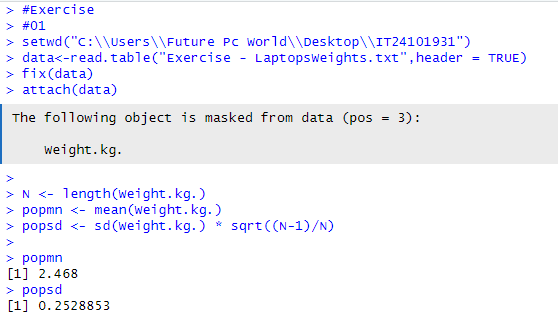 > #Exercise
> #01
> setwd("C:\\Users\\Future Pc World\\Desktop\\IT24101931")
> data<-read.table("Exercise - LaptopsWeights.txt",header = TRUE)
> fix(data)
> attach(data)
The following object is masked from data (pos = 3):
    Weight.kg.
>
> N <- length(Weight.kg.)
> popmn <- mean(Weight.kg.)
> popsd <- sd(Weight.kg.) * sqrt((N-1)/N)
>
> popmn
[1] 2.468
> popsd
[1] 0.2528853